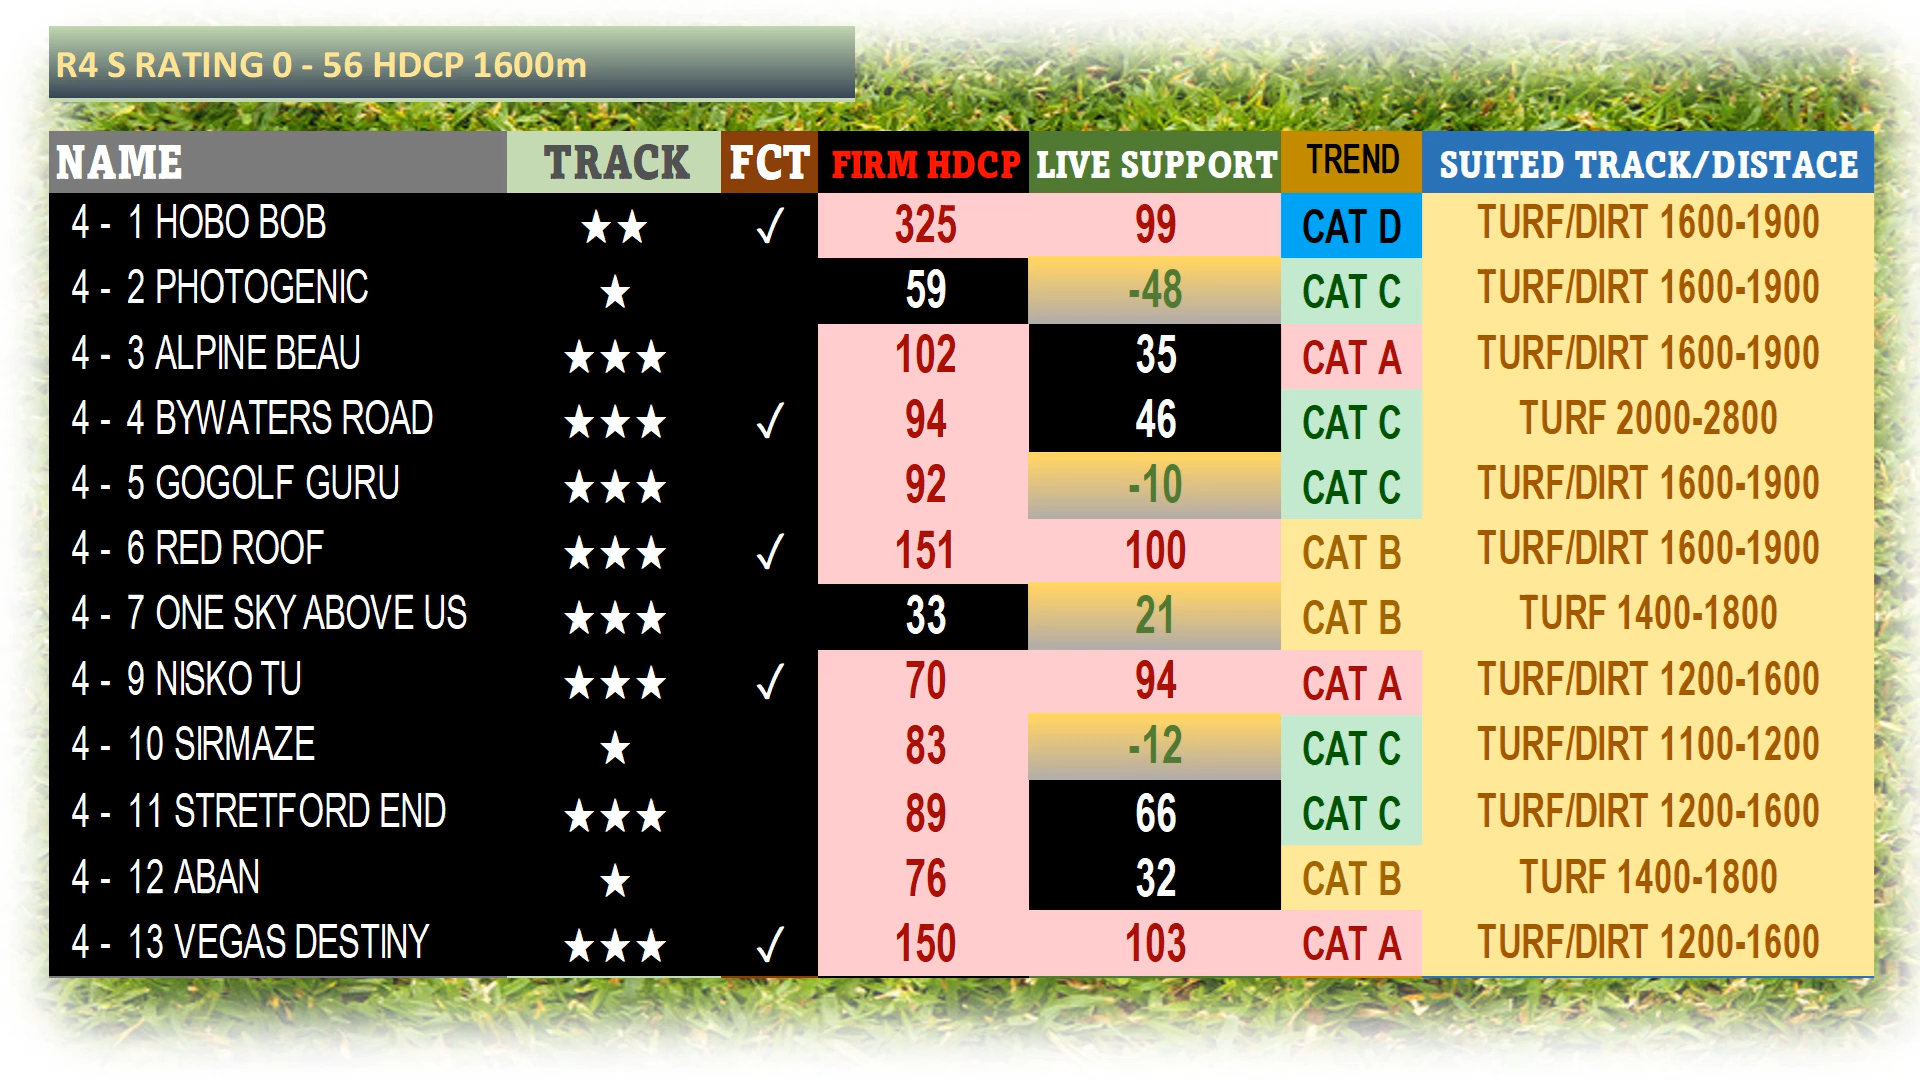 R4 S RATING 0 - 56 HDCP 1600m
NAME TRACK FCT FIRM HDCP LIVE SUPPORT TREND SUITED TRACK/DISTACE
4 - 1 HOBO BOB ★★ ✓ 325 99 CAT D TURF/DIRT 1600-1900
4 - 2 PHOTOGENIC ★ 59 -48 CAT C TURF/DIRT 1600-1900
4 - 3 ALPINE BEAU ★★★ 102 35 CAT A TURF/DIRT 1600-1900
4 - 4 BYWATERS ROAD ★★★ ✓ 94 46 CAT C TURF 2000-2800
4 - 5 GOGOLF GURU ★★★ 92 -10 CAT C TURF/DIRT 1600-1900
4 - 6 RED ROOF ★★★ ✓ 151 100 CAT B TURF/DIRT 1600-1900
4 - 7 ONE SKY ABOVE US ★★★ 33 21 CAT B TURF 1400-1800
4 - 9 NISKO TU ★★★ ✓ 70 94 CAT A TURF/DIRT 1200-1600
4 - 10 SIRMAZE ★ 83 -12 CAT C TURF/DIRT 1100-1200
4 - 11 STRETFORD END ★★★ 89 66 CAT C TURF/DIRT 1200-1600
4 - 12 ABAN ★ 76 32 CAT B TURF 1400-1800
4 - 13 VEGAS DESTINY ★★★ ✓ 150 103 CAT A TURF/DIRT 1200-1600